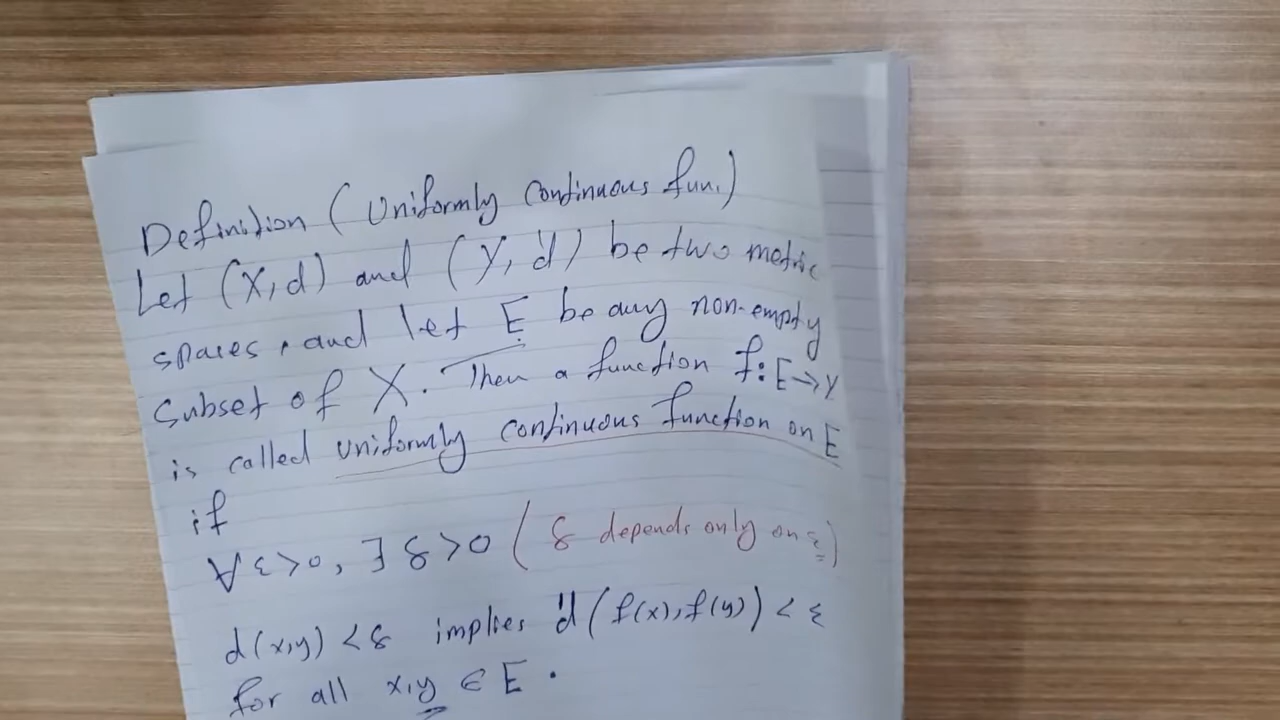 Definition (Uniformly Continuous fun.)
Let (X,d) and (Y,d') be two metric
spaces, and let E be any non-empty
subset of X. Then a function f:E→Y
is called uniformly continuous function on E
if
∀ε>0, ∃ δ>0 (δ depends only on ε)
d(x,y) <δ implies d'(f(x),f(y)) < ε
for all x,y ∈ E.